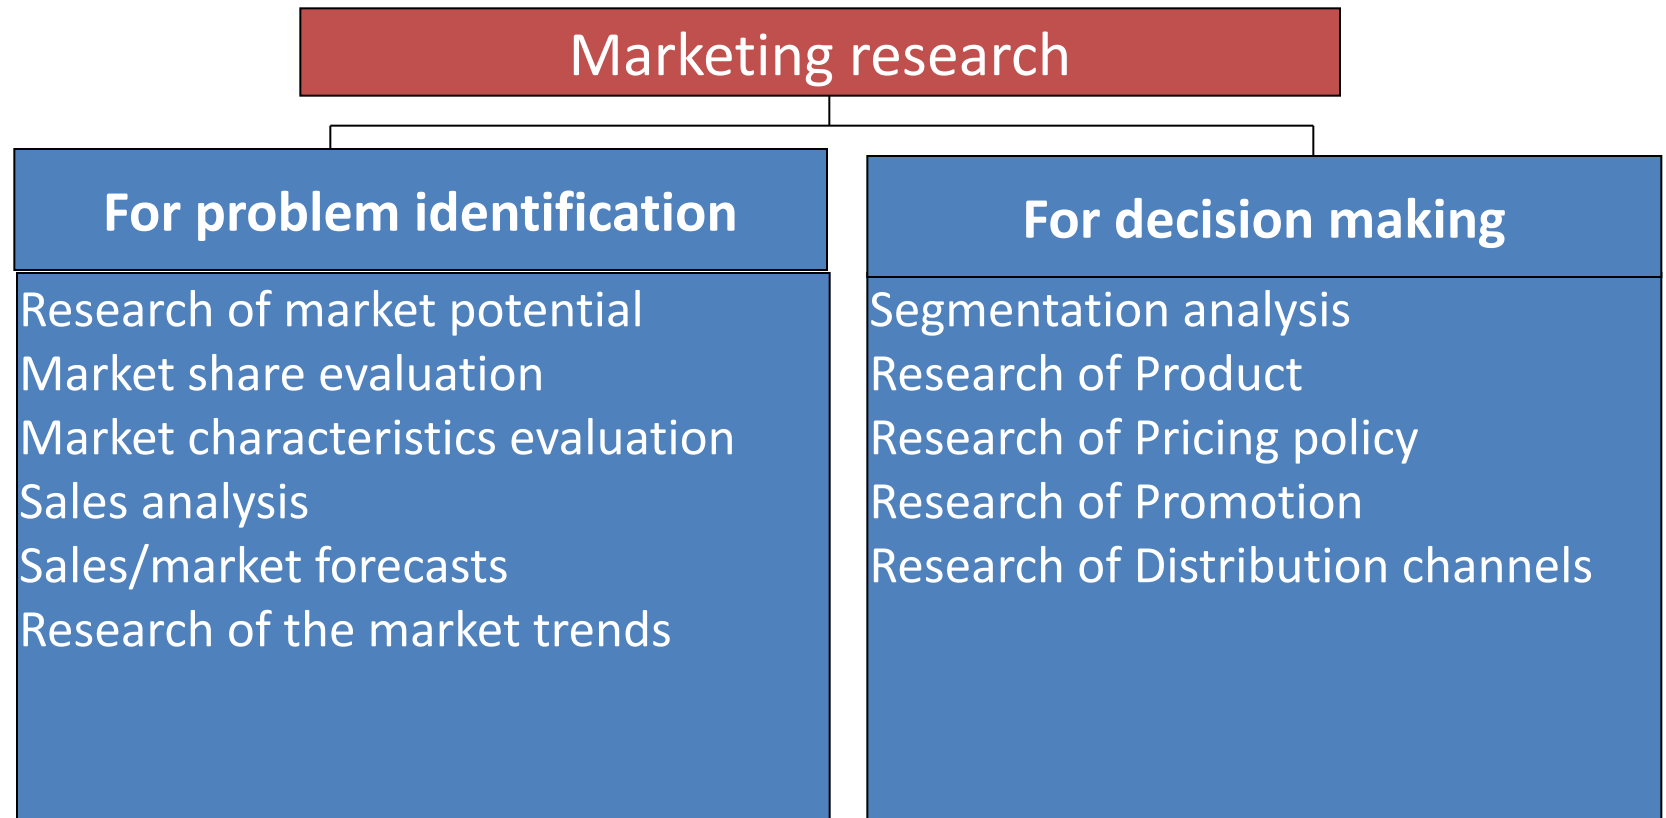 Marketing research
For problem identification
Research of market potential
Market share evaluation
Market characteristics evaluation
Sales analysis
Sales/market forecasts
Research of the market trends
For decision making
Segmentation analysis
Research of Product
Research of Pricing policy
Research of Promotion
Research of Distribution channels